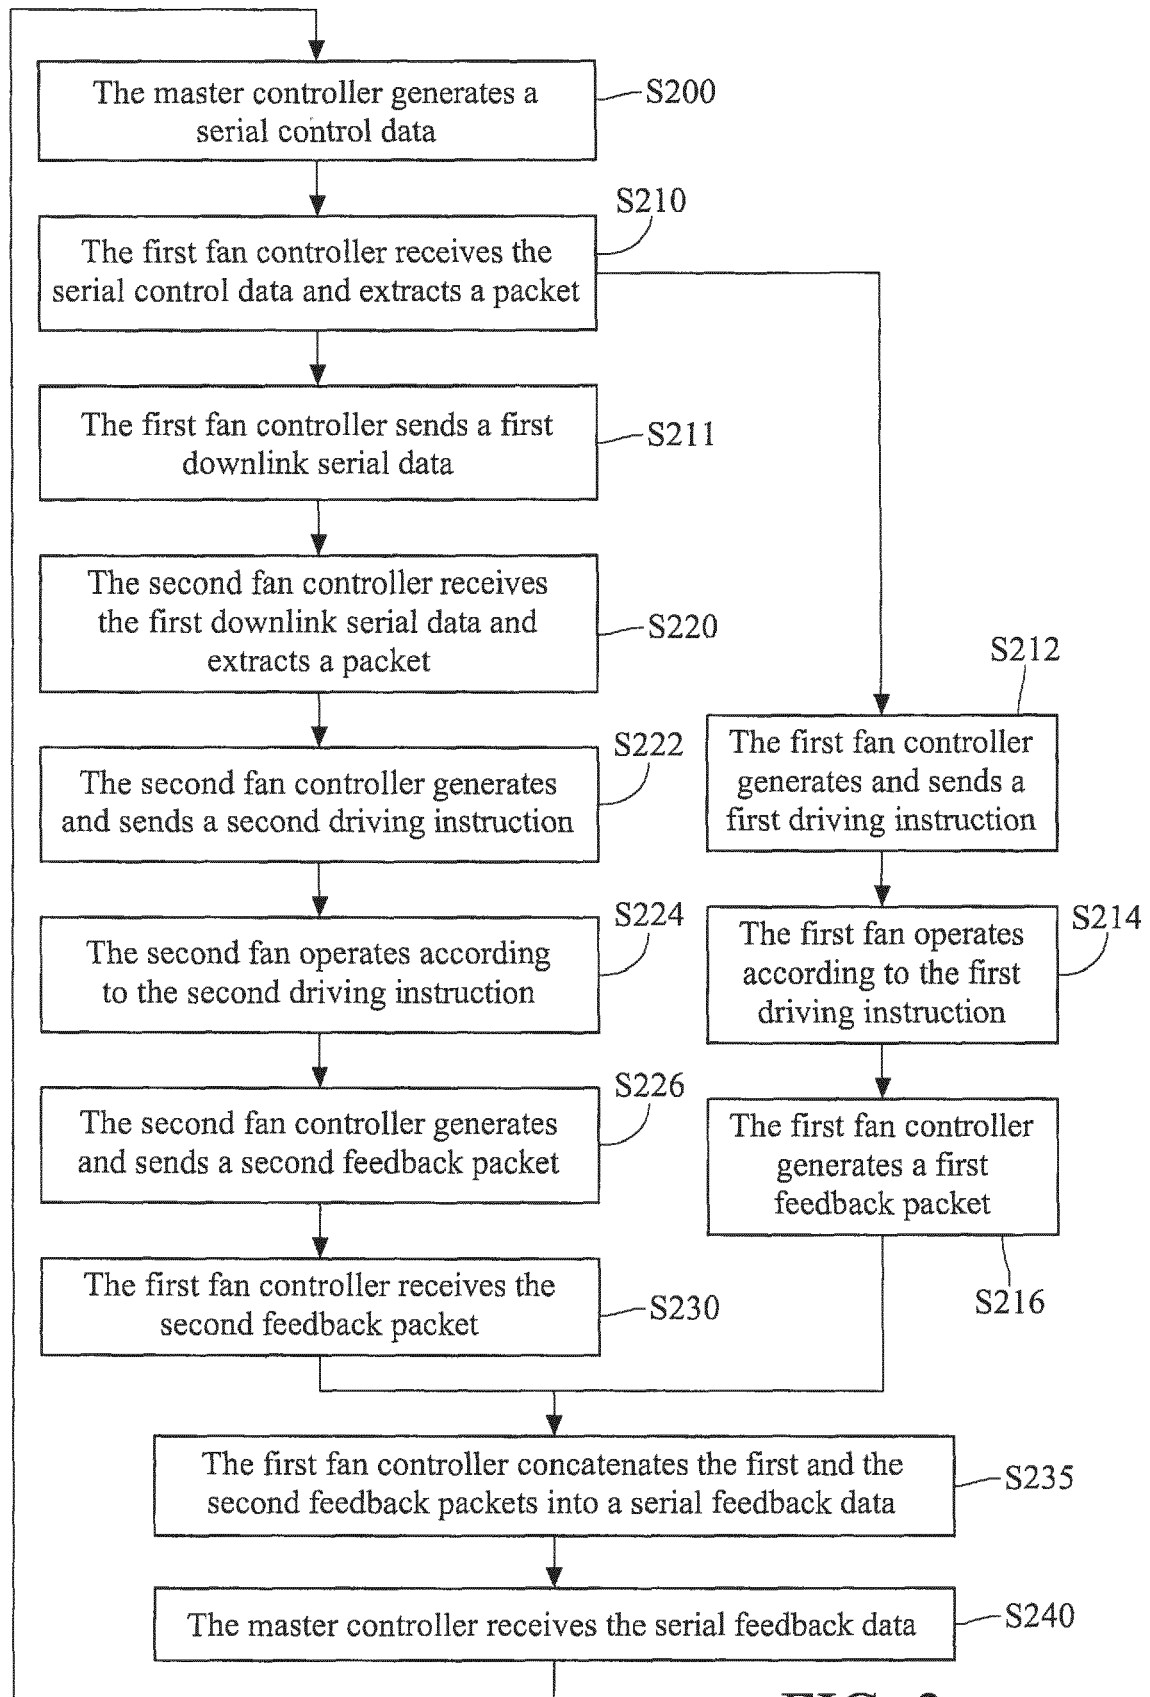 The master controller generates a
serial control data
S200
S210
The first fan controller receives the
serial control data and extracts a packet
The first fan controller sends a first
downlink serial data
S211
The second fan controller receives
the first downlink serial data and
extracts a packet
S220
S212
The first fan controller
generates and sends a
first driving instruction
S222
The second fan controller generates
and sends a second driving instruction
S224
The second fan operates according
to the second driving instruction
S214
The first fan operates
according to the first
driving instruction
S226
The second fan controller generates
and sends a second feedback packet
The first fan controller
generates a first
feedback packet
S216
The first fan controller receives the
second feedback packet
S230
The first fan controller concatenates the first and the
second feedback packets into a serial feedback data
S235
The master controller receives the serial feedback data
S240